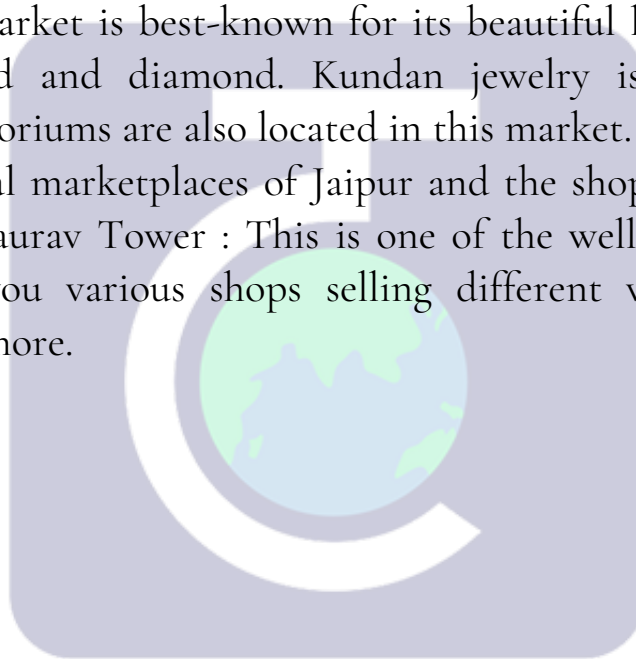 arket is best-known for its beautiful
d and diamond. Kundan jewelry is
oriums are also located in this market.
al marketplaces of Jaipur and the shop
aurav Tower : This is one of the well
you various shops selling different
nore.